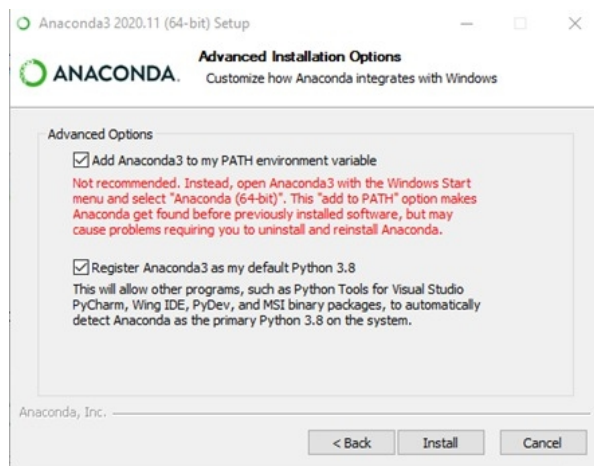 Anaconda3 2020.11 (64-bit) Setup
ANACONDA.
Advanced Installation Options
Customize how Anaconda integrates with Windows
Advanced Options
Add Anaconda3 to my PATH environment variable
Not recommended. Instead, open Anaconda3 with the Windows Start
menu and select "Anaconda (64-bit)". This "add to PATH" option makes
Anaconda get found before previously installed software, but may
cause problems requiring you to uninstall and reinstall Anaconda.
Register Anaconda3 as my default Python 3.8
This will allow other programs, such as Python Tools for Visual Studio
PyCharm, Wing IDE, PyDev, and MSI binary packages, to automatically
detect Anaconda as the primary Python 3.8 on the system.
Anaconda, Inc.
< Back Install Cancel